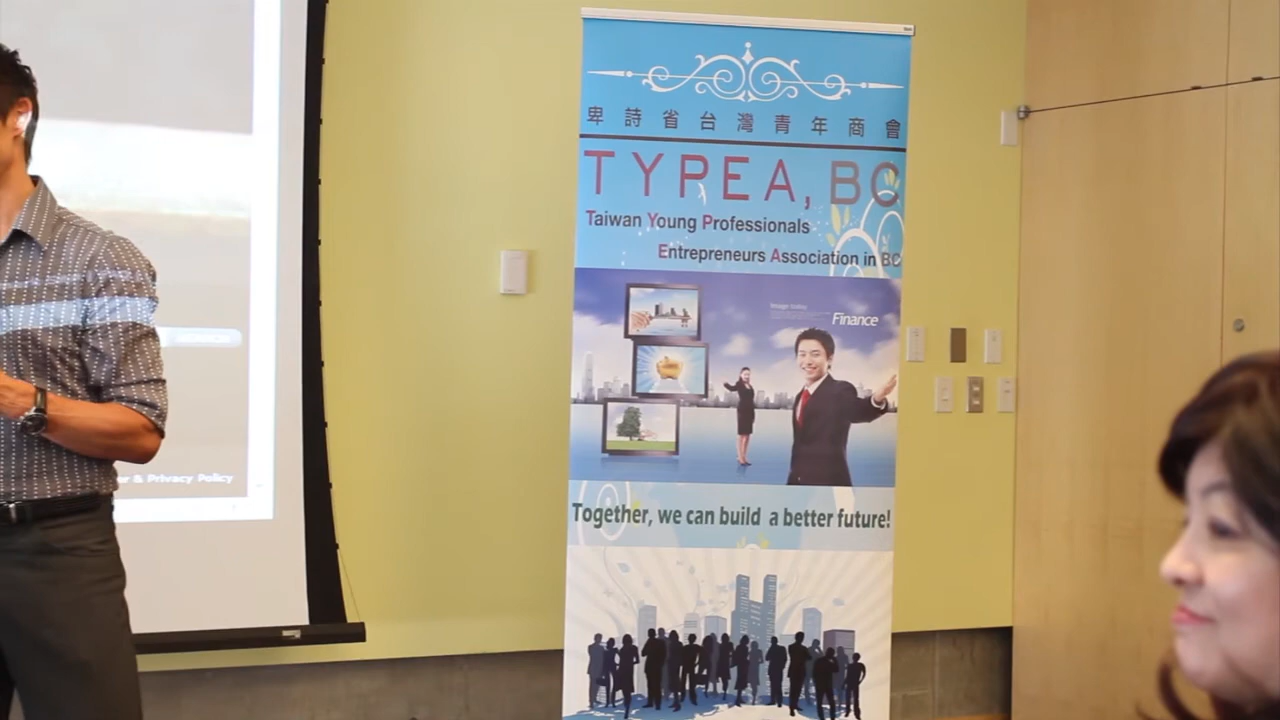 卑詩省台灣青年商會
TYPEA, BC
Taiwan Young Professionals
Entrepreneurs Association in BC
Finance
Together, we can build a better future!
& Privacy Policy